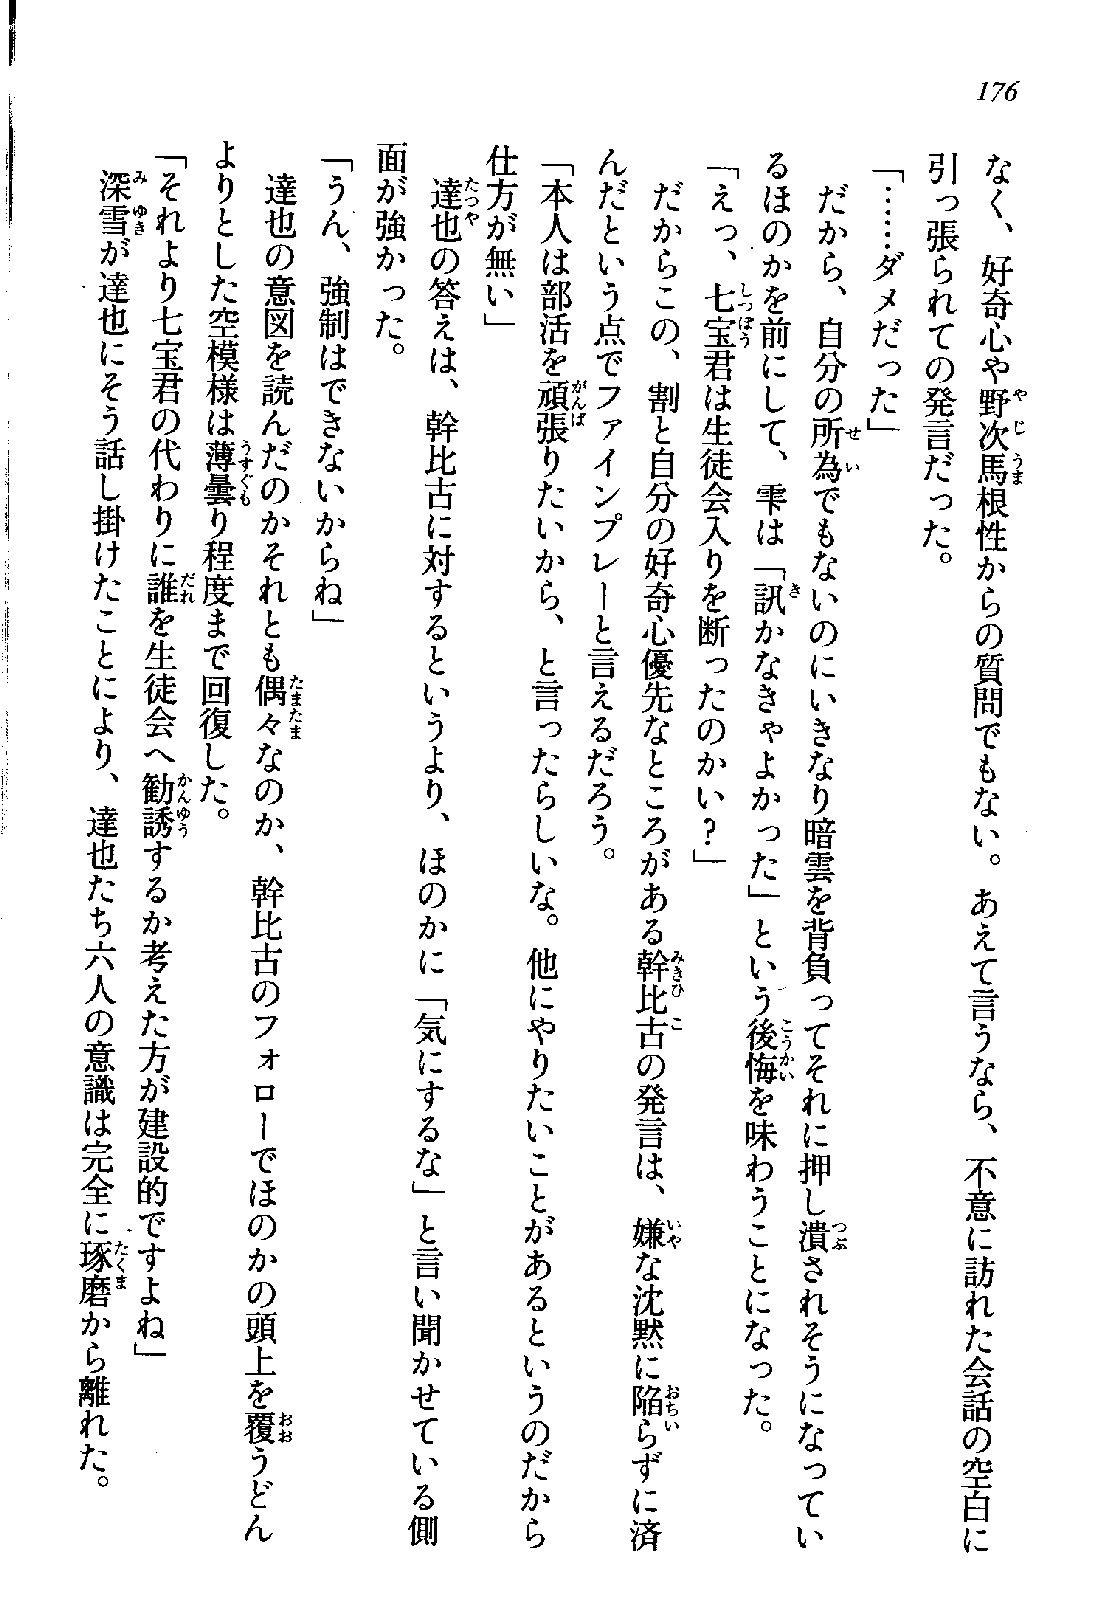 176
なく、好奇心や野次馬根性からの質問でもない。あえて言うなら、不意に訪れた会話の空白に
引っ張られての発言だった。
「……ダメだった」
だから、自分の所為でもないのにいきなり暗雲を背負ってそれに押し潰されそうになってい
るほのかを前にして、雫は「訊かなきゃよかった」という後悔を味わうことになった。
「えっ、七宝君は生徒会入りを断ったのかい？」
だからこの、割と自分の好奇心優先なところがある幹比古の発言は、嫌な沈黙に陥らずに済
んだという点でファインプレーと言えるだろう。
「本人は部活を頑張りたいから、と言ったらしいな。他にやりたいことがあるというのだから
仕方が無い」
達也の答えは、幹比古に対するというより、ほのかに「気にするな」と言い聞かせている側
面が強かった。
「うん、強制はできないからね」
達也の意図を読んだのかそれとも偶々なのか、幹比古のフォローでほのかの頭上を覆うどん
よりとした空模様は薄曇り程度まで回復した。
「それより七宝君の代わりに誰を生徒会へ勧誘するか考えた方が建設的ですよね」
深雪が達也にそう話し掛けたことにより、達也たち六人の意識は完全に琢磨から離れた。